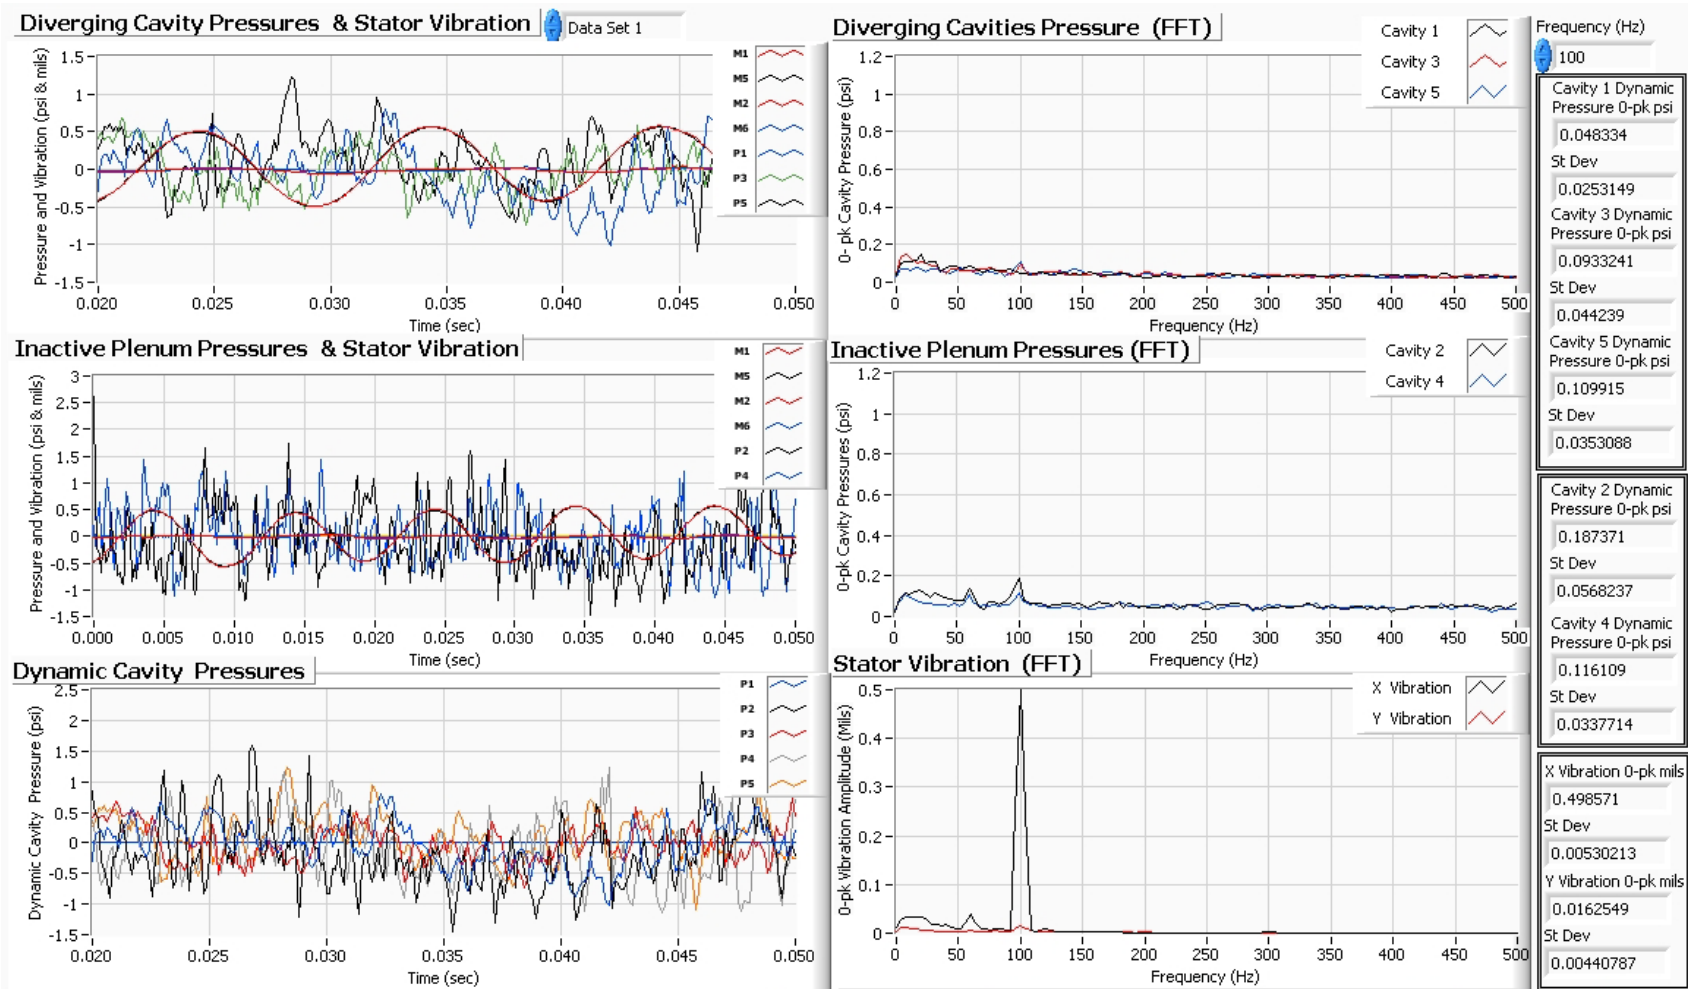 Diverging Cavity Pressures & Stator Vibration
Data Set 1
Pressure and Vibration (psi & mils)
1.5
1
0.5
0
-0.5
-1
-1.5
0.020 0.025 0.030 0.035 0.040 0.045 0.050
Time (sec)
M1
M5
M2
M6
P1
P3
P5
Diverging Cavities Pressure (FFT)
Cavity 1
Cavity 3
Cavity 5
0- pk Cavity Pressure (psi)
1.2
1
0.8
0.6
0.4
0.2
0
0 50 100 150 200 250 300 350 400 450 500
Frequency (Hz)
Inactive Plenum Pressures & Stator Vibration
Pressure and Vibration (psi & mils)
3
2.5
2
1.5
1
0.5
0
-0.5
-1
-1.5
0.000 0.005 0.010 0.015 0.020 0.025 0.030 0.035 0.040 0.045 0.050
Time (sec)
M1
M5
M2
M6
P2
P4
Inactive Plenum Pressures (FFT)
Cavity 2
Cavity 4
0-pk Cavity Pressures (psi)
1.2
1
0.8
0.6
0.4
0.2
0
0 50 100 150 200 250 300 350 400 450 500
Frequency (Hz)
Dynamic Cavity Pressures
Dynamic Cavity Pressure (psi)
2.5
2
1.5
1
0.5
0
-0.5
-1
-1.5
0.020 0.025 0.030 0.035 0.040 0.045 0.050
Time (sec)
P1
P2
P3
P4
P5
Stator Vibration (FFT)
X Vibration
Y Vibration
0-pk Vibration Amplitude (Mils)
0.5
0.4
0.3
0.2
0.1
0
0 50 100 150 200 250 300 350 400 450 500
Frequency (Hz)
Frequency (Hz)
100
Cavity 1 Dynamic
Pressure 0-pk psi
0.048334
St Dev
0.0253149
Cavity 3 Dynamic
Pressure 0-pk psi
0.0933241
St Dev
0.044239
Cavity 5 Dynamic
Pressure 0-pk psi
0.109915
St Dev
0.0353088
Cavity 2 Dynamic
Pressure 0-pk psi
0.187371
St Dev
0.0568237
Cavity 4 Dynamic
Pressure 0-pk psi
0.116109
St Dev
0.0337714
X Vibration 0-pk mils
0.498571
St Dev
0.00530213
Y Vibration 0-pk mils
0.0162549
St Dev
0.00440787